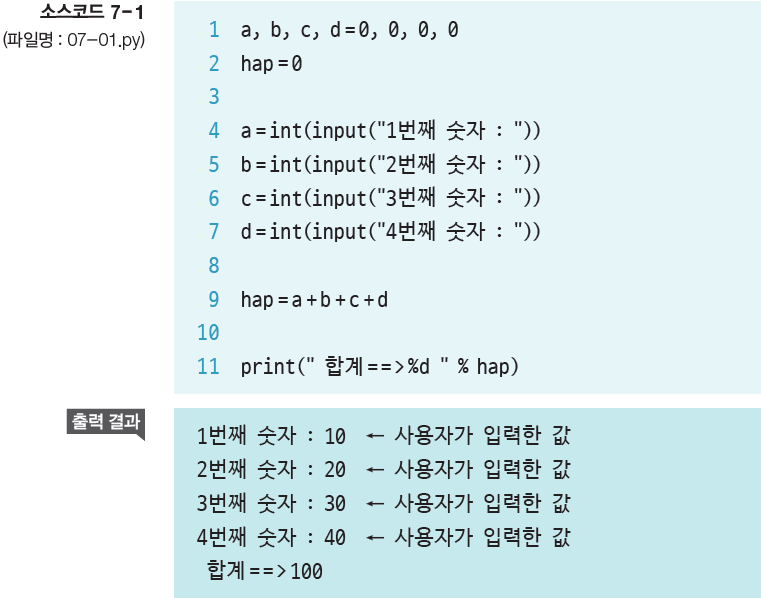 소스코드 7-1
(파일명 : 07-01.py)
1 a, b, c, d=0, 0, 0, 0
2 hap=0
3
4 a=int(input("1번째 숫자 : "))
5 b=int(input("2번째 숫자 : "))
6 c=int(input("3번째 숫자 : "))
7 d=int(input("4번째 숫자 : "))
8
9 hap=a+b+c+d
10
11 print(" 합계==>%d " % hap)
출력 결과
1번째 숫자 : 10 ← 사용자가 입력한 값
2번째 숫자 : 20 ← 사용자가 입력한 값
3번째 숫자 : 30 ← 사용자가 입력한 값
4번째 숫자 : 40 ← 사용자가 입력한 값
합계==>100